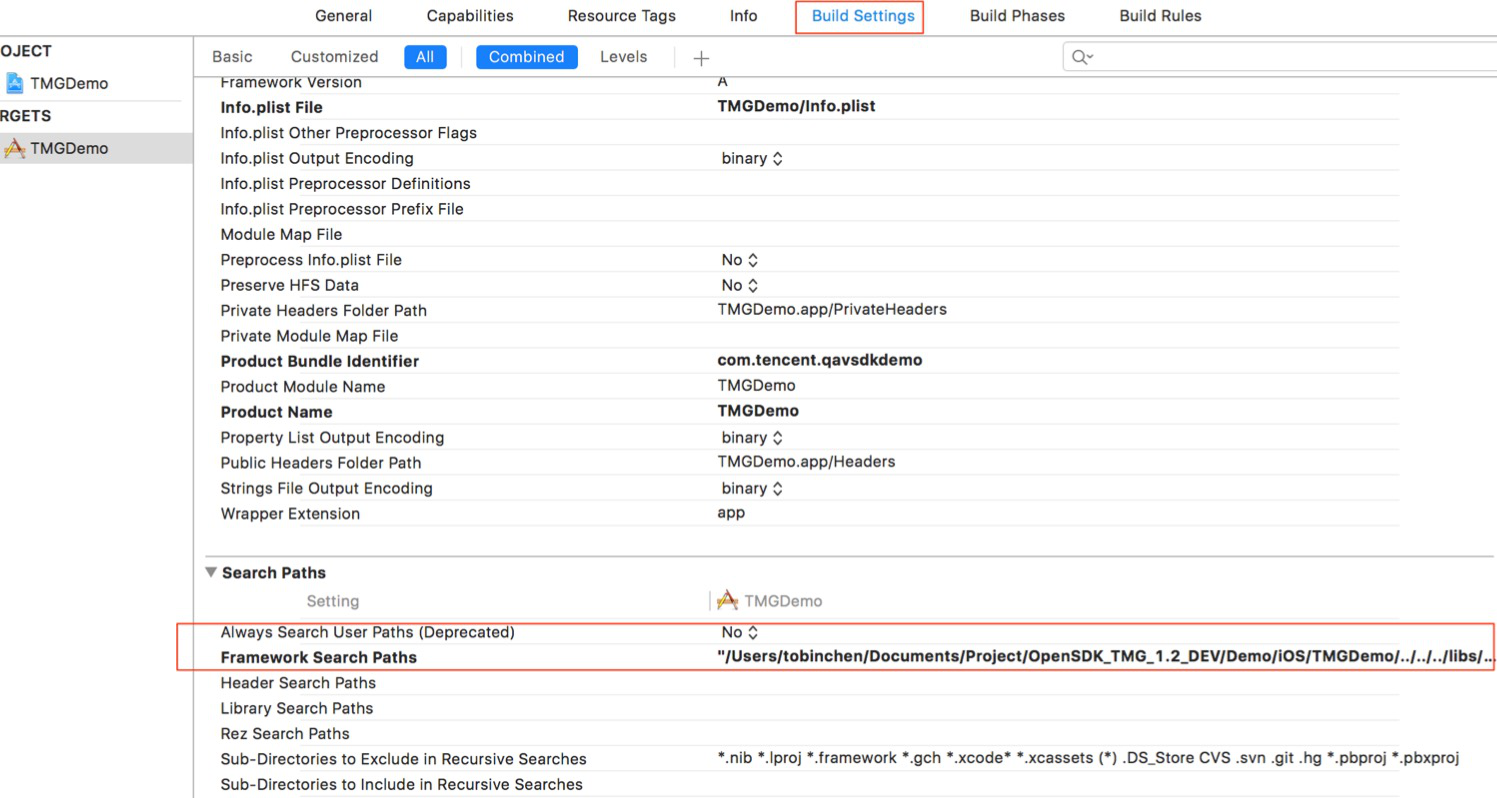 General Capabilities Resource Tags Info Build Settings Build Phases Build Rules
OJECT
TMGDemo
RGETS
TMGDemo
Basic Customized All Combined Levels
Framework Version A
Info.plist File TMGDemo/Info.plist
Info.plist Other Preprocessor Flags
Info.plist Output Encoding binary
Info.plist Preprocessor Definitions
Info.plist Preprocessor Prefix File
Module Map File
Preprocess Info.plist File No
Preserve HFS Data No
Private Headers Folder Path TMGDemo.app/PrivateHeaders
Private Module Map File
Product Bundle Identifier com.tencent.qavsdkdemo
Product Module Name TMGDemo
Product Name TMGDemo
Property List Output Encoding binary
Public Headers Folder Path TMGDemo.app/Headers
Strings File Output Encoding binary
Wrapper Extension app
Search Paths
Setting TMGDemo
Always Search User Paths (Deprecated) No
Framework Search Paths "/Users/tobinchen/Documents/Project/OpenSDK_TMG_1.2_DEV/Demo/iOS/TMGDemo/../../../libs/...
Header Search Paths
Library Search Paths
Rez Search Paths
Sub-Directories to Exclude in Recursive Searches *.nib *.lproj *.framework *.gch *.xcode* *.xcassets (*) .DS_Store CVS .svn .git .hg *.pbproj *.pbxproj
Sub-Directories to Include in Recursive Searches